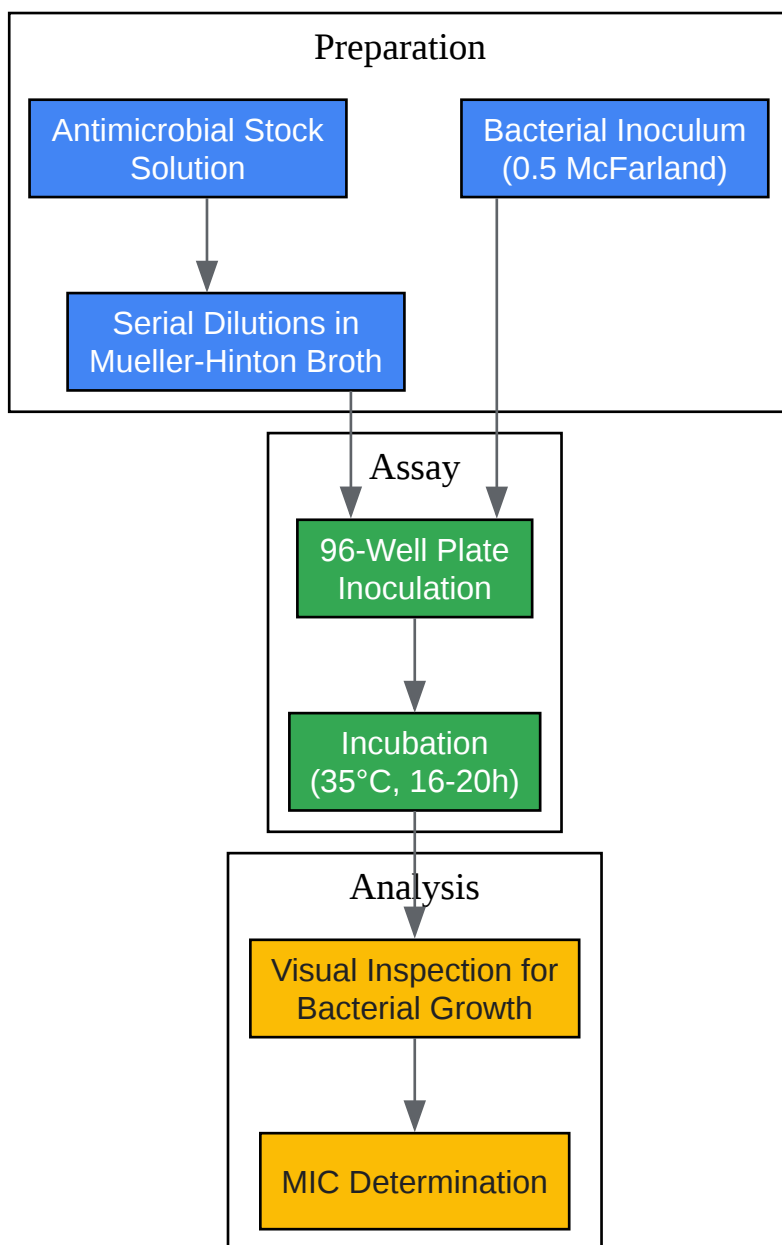 Preparation
Antimicrobial Stock
Solution
Bacterial Inoculum
(0.5 McFarland)
Serial Dilutions in
Mueller-Hinton Broth
Assay
96-Well Plate
Inoculation
Incubation
(35°C, 16-20h)
Analysis
Visual Inspection for
Bacterial Growth
MIC Determination